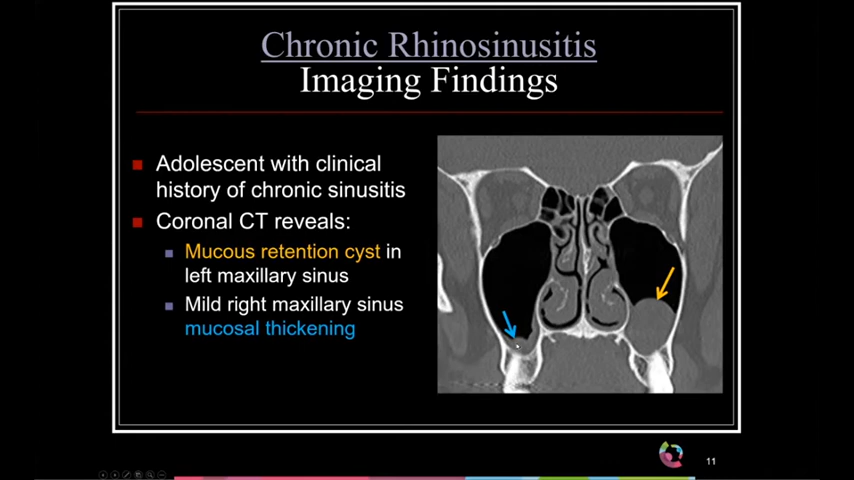 Chronic Rhinosinusitis
Imaging Findings
Adolescent with clinical
history of chronic sinusitis
Coronal CT reveals:
Mucous retention cyst in
left maxillary sinus
Mild right maxillary sinus
mucosal thickening
11